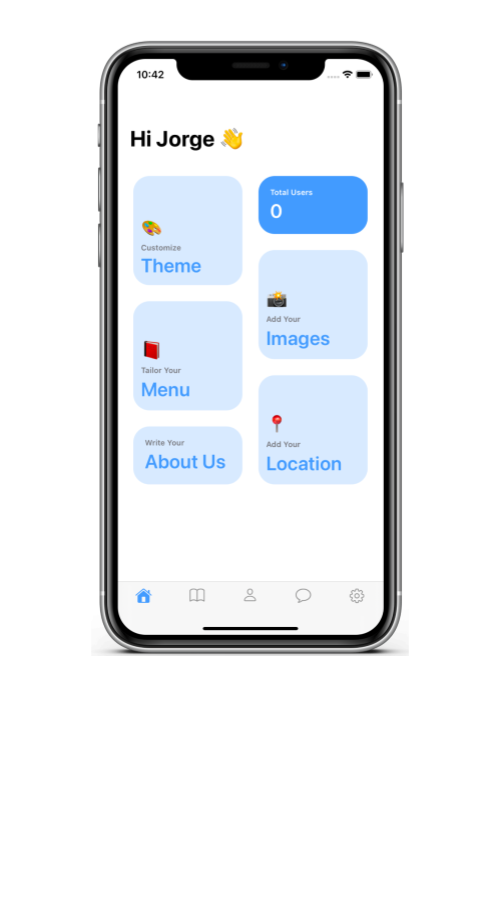 10:42
Hi Jorge 👋
Customize
Theme
Tailor Your
Menu
Write Your
About Us
Total Users
0
Add Your
Images
Add Your
Location